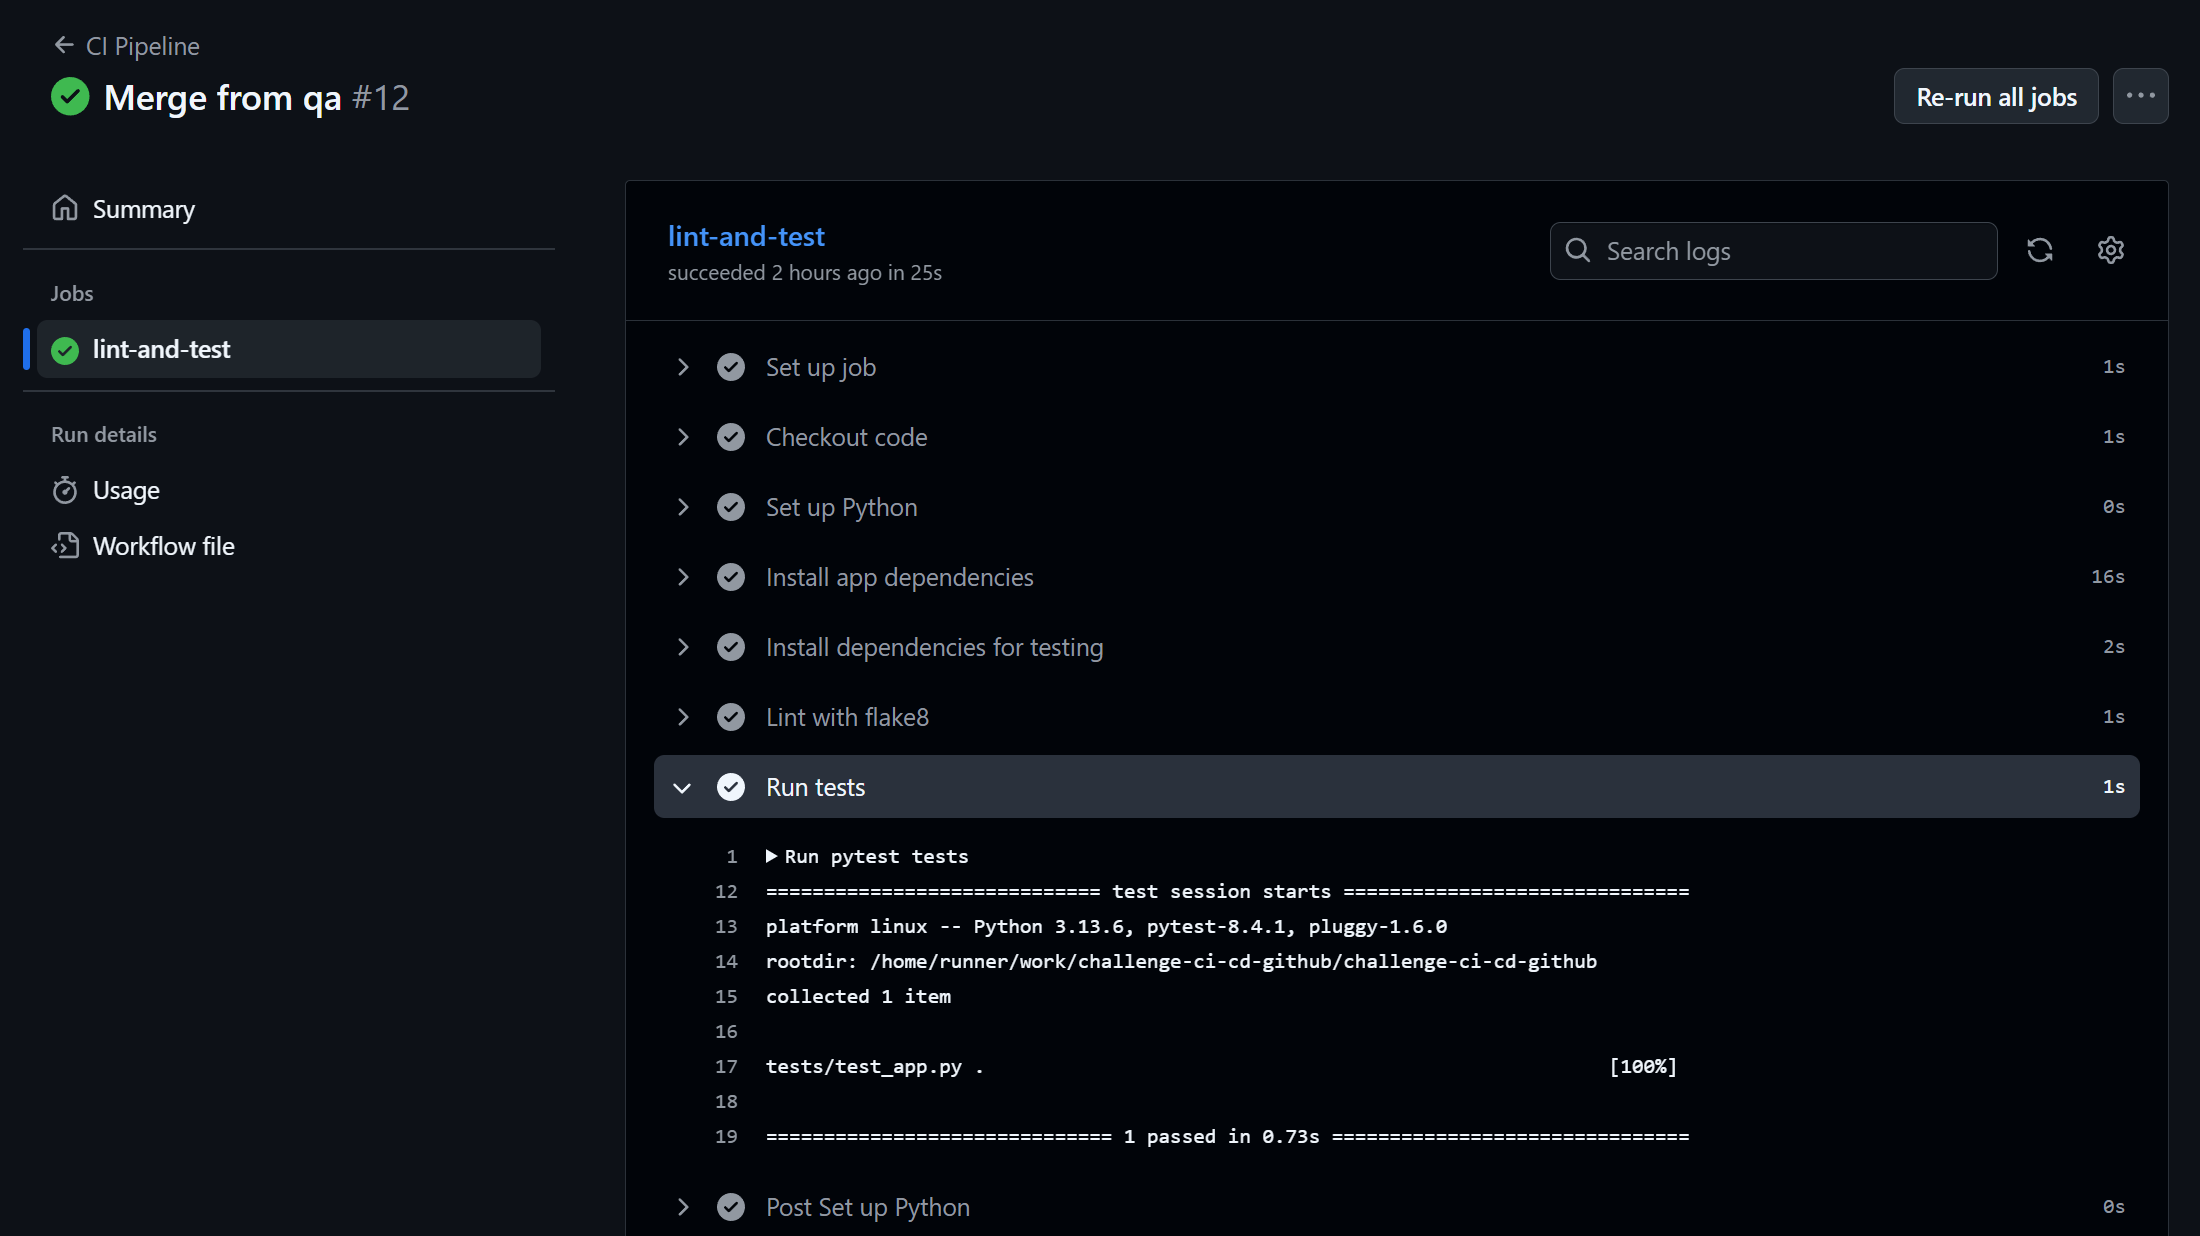 CI Pipeline
Merge from qa #12
Re-run all jobs
Summary
Jobs
lint-and-test
Run details
Usage
Workflow file
lint-and-test
succeeded 2 hours ago in 25s
Search logs
Set up job 1s
Checkout code 1s
Set up Python 0s
Install app dependencies 16s
Install dependencies for testing 2s
Lint with flake8 1s
Run tests 1s
1 Run pytest tests
12 ============================= test session starts ==============================
13 platform linux -- Python 3.13.6, pytest-8.4.1, pluggy-1.6.0
14 rootdir: /home/runner/work/challenge-ci-cd-github/challenge-ci-cd-github
15 collected 1 item
16
17 tests/test_app.py . [100%]
18
19 ============================== 1 passed in 0.73s ===============================
Post Set up Python 0s